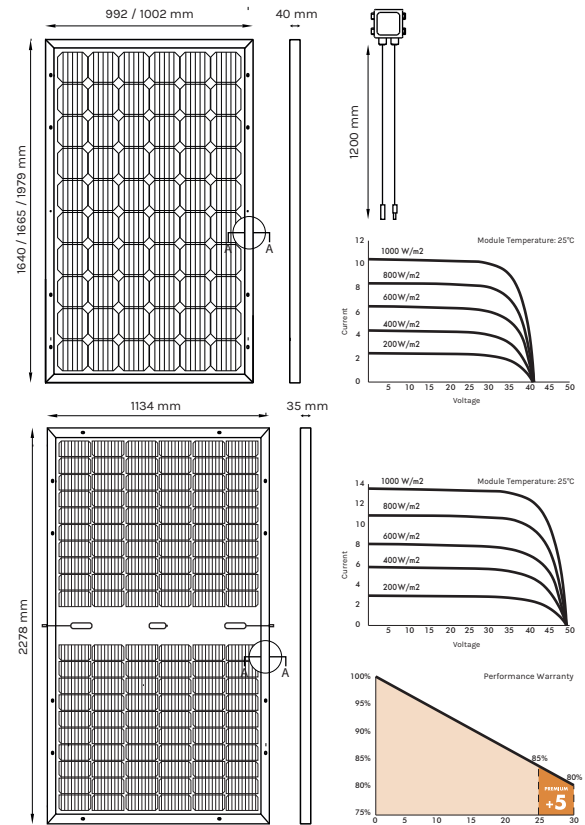 992 / 1002 mm
40 mm
1640 / 1665 / 1979 mm
A
A
1200 mm
Module Temperature: 25°C
12
10
8
6
4
2
0
1000 W/m2
800W/m2
600W/m2
400W/m2
200W/m2
Current
5 10 15 20 25 30 35 40 45 50
Voltage
1134 mm
35 mm
2278 mm
A
A
Module Temperature: 25°C
14
12
10
8
6
4
2
0
1000 W/m2
800W/m2
600W/m2
400W/m2
200W/m2
Current
5 10 15 20 25 30 35 40 45 50
Voltage
Performance Warranty
100%
95%
90%
85%
80%
75%
85%
80%
PREMIUM
+5
0 5 10 15 20 25 30